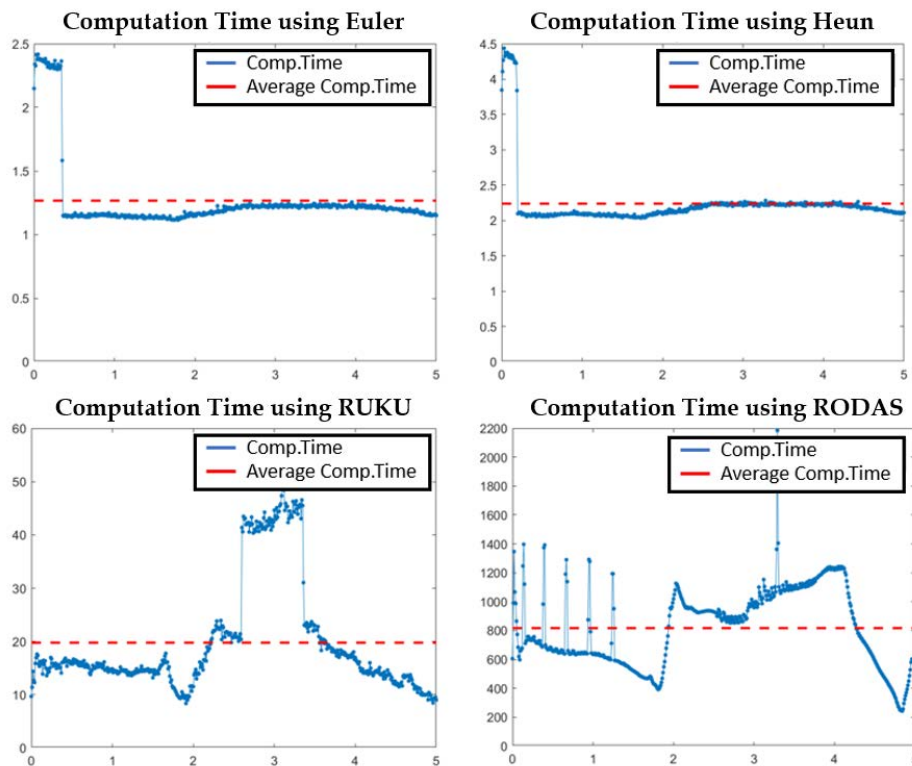 Computation Time using Euler
Comp.Time
Average Comp.Time
2.5
2
1.5
1
0.5
0
0 1 2 3 4 5
Computation Time using Heun
Comp.Time
Average Comp.Time
4.5
4
3.5
3
2.5
2
1.5
1
0.5
0
0 1 2 3 4 5
Computation Time using RUKU
Comp.Time
Average Comp.Time
60
50
40
30
20
10
0
0 1 2 3 4 5
Computation Time using RODAS
Comp.Time
Average Comp.Time
2200
2000
1800
1600
1400
1200
1000
800
600
400
200
0
0 1 2 3 4